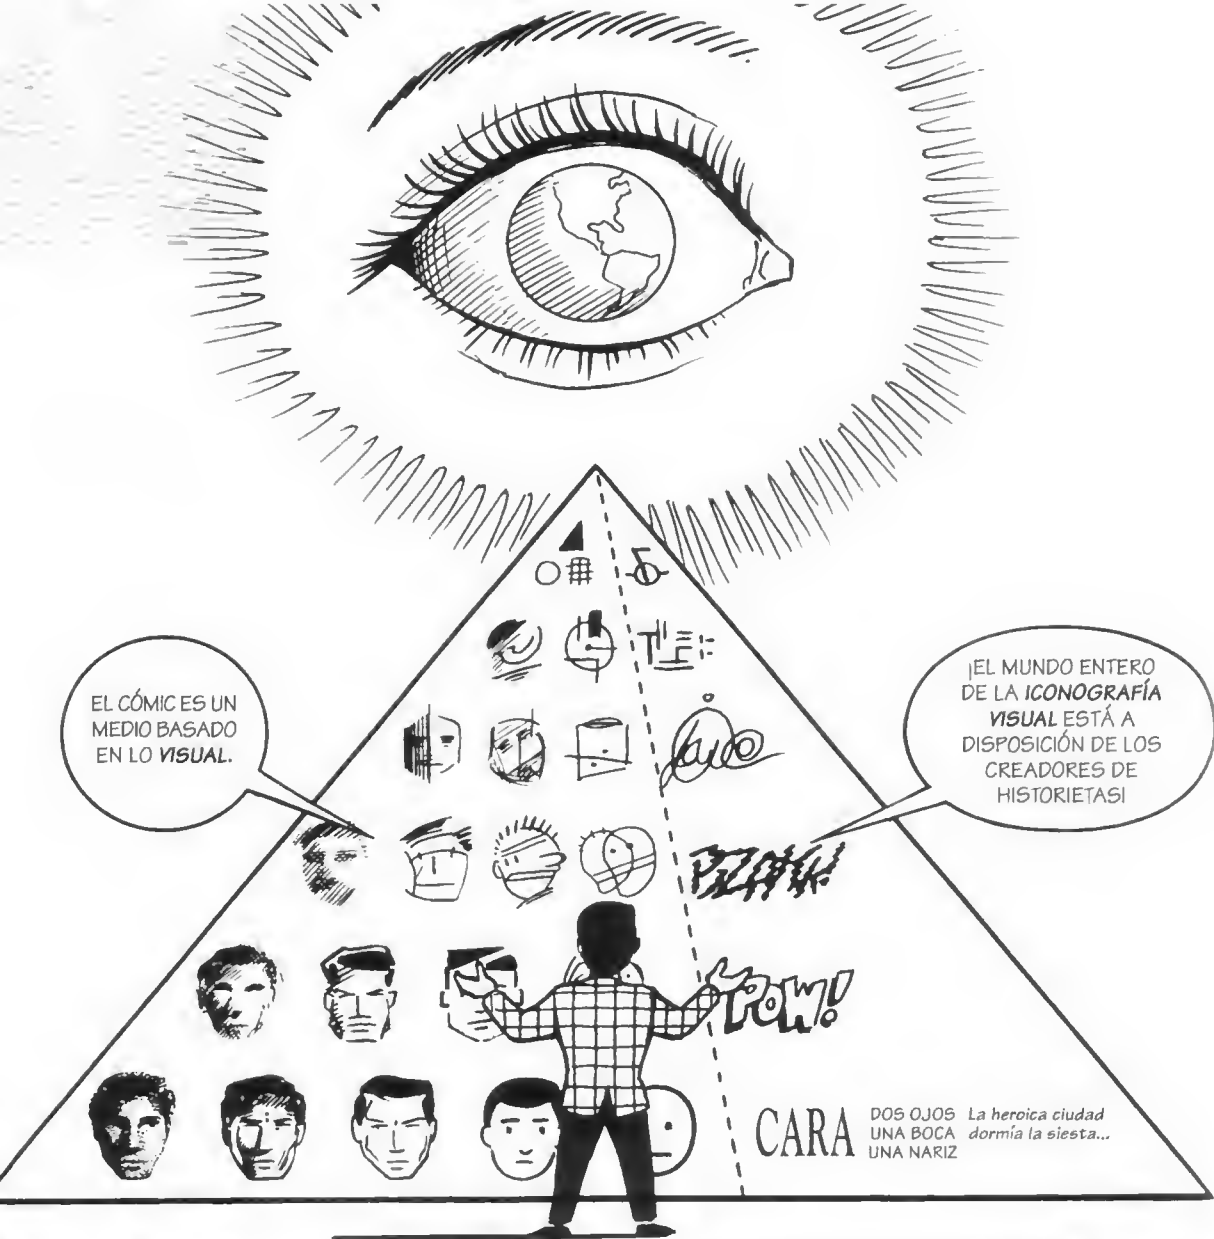 EL CÓMIC ES UN
MEDIO BASADO
EN LO VISUAL.
¡EL MUNDO ENTERO
DE LA ICONOGRAFÍA
VISUAL ESTÁ A
DISPOSICIÓN DE LOS
CREADORES DE
HISTORIETAS!
POW!
CARA
DOS OJOS
UNA BOCA
UNA NARIZ
La heroica ciudad
dormía la siesta...